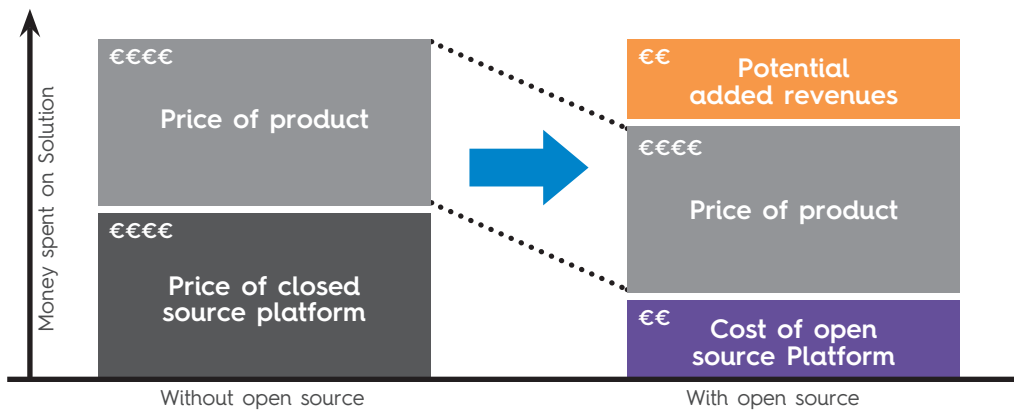 Money spent on Solution
€€€€
Price of product
€€€€
Price of closed
source platform
Without open source
€€
Potential
added revenues
€€€€
Price of product
€€
Cost of open
source Platform
With open source